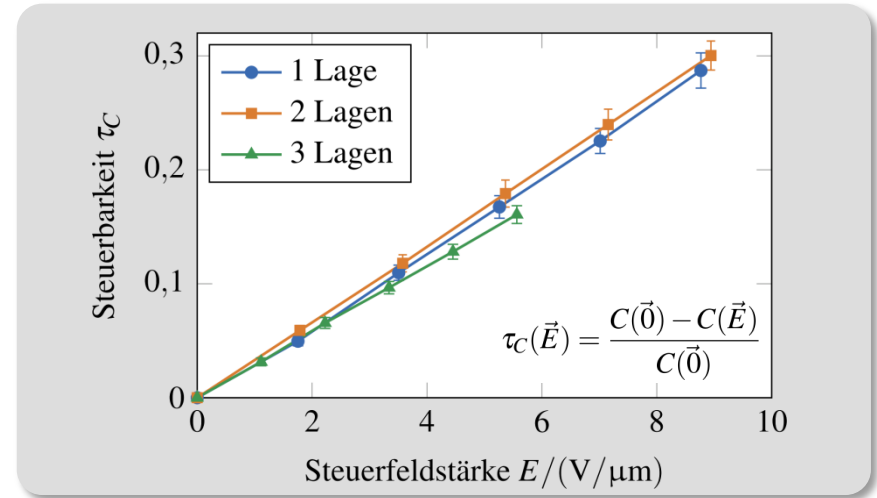 0,3
0,2
0,1
0
Steuerbarkeit τ_C
1 Lage
2 Lagen
3 Lagen
τ_C(E⃗) = (C(0⃗) − C(E⃗)) / C(0⃗)
0 2 4 6 8 10
Steuerfeldstärke E/(V/μm)